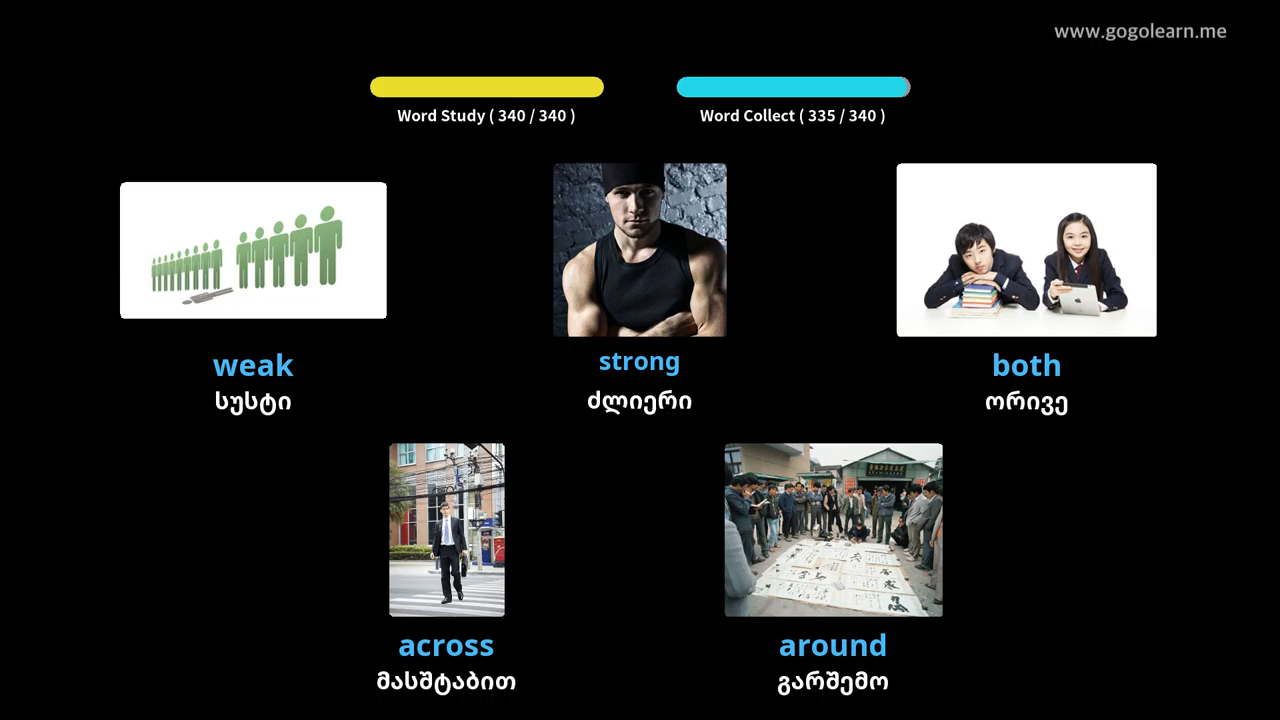 www.gogolearn.me
Word Study ( 340 / 340 )
Word Collect ( 335 / 340 )
weak
სუსტი
strong
ძლიერი
both
ორივე
across
მასშტაბით
around
გარშემო